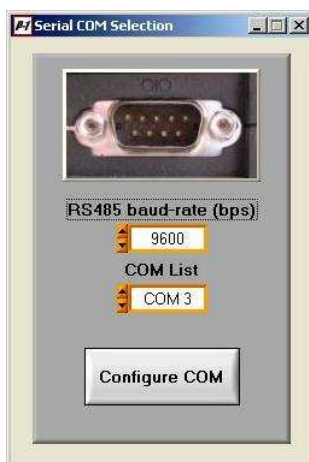 Serial COM Selection
RS485 baud-rate (bps)
9600
COM List
COM 3
Configure COM